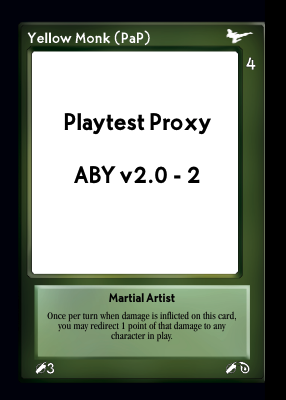 Yellow Monk (PaP)
4
Playtest Proxy
ABY v2.0 - 2
Martial Artist
Once per turn when damage is inflicted on this card,
you may redirect 1 point of that damage to any
character in play.
3